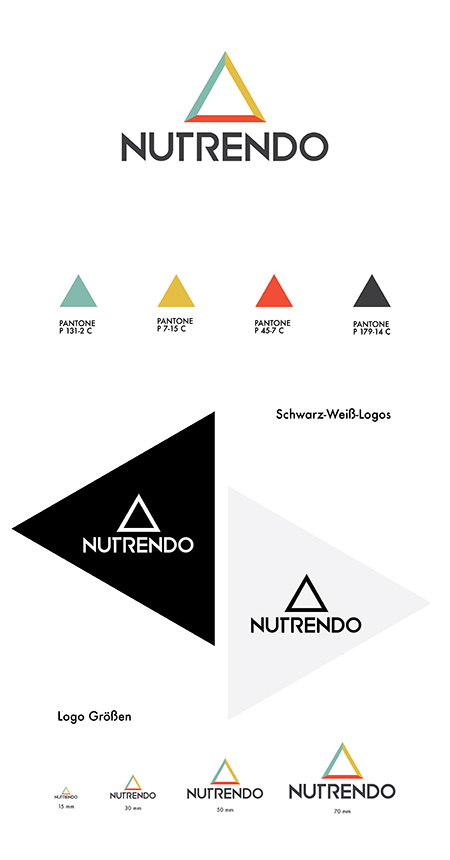 NUTRENDO
PANTONE
P 131-2 C
PANTONE
P 7-15 C
PANTONE
P 45-7 C
PANTONE
P 179-14 C
Schwarz-Weiß-Logos
NUTRENDO
NUTRENDO
Logo Größen
NUTRENDO
15 mm
NUTRENDO
30 mm
NUTRENDO
50 mm
NUTRENDO
70 mm